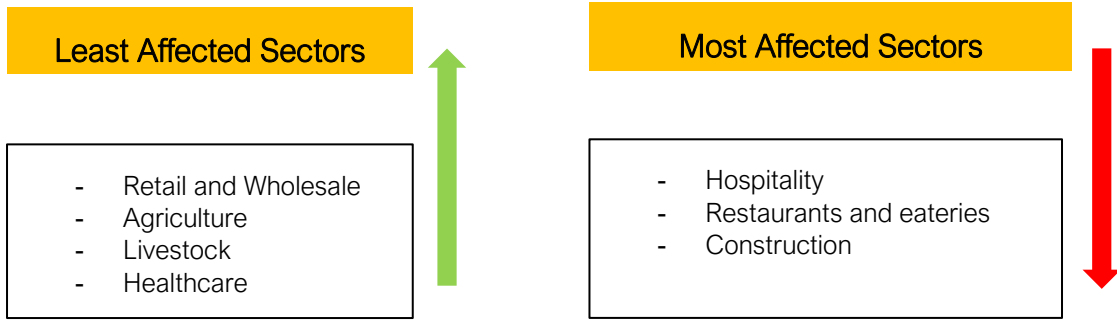 Least Affected Sectors
- Retail and Wholesale
- Agriculture
- Livestock
- Healthcare
Most Affected Sectors
- Hospitality
- Restaurants and eateries
- Construction